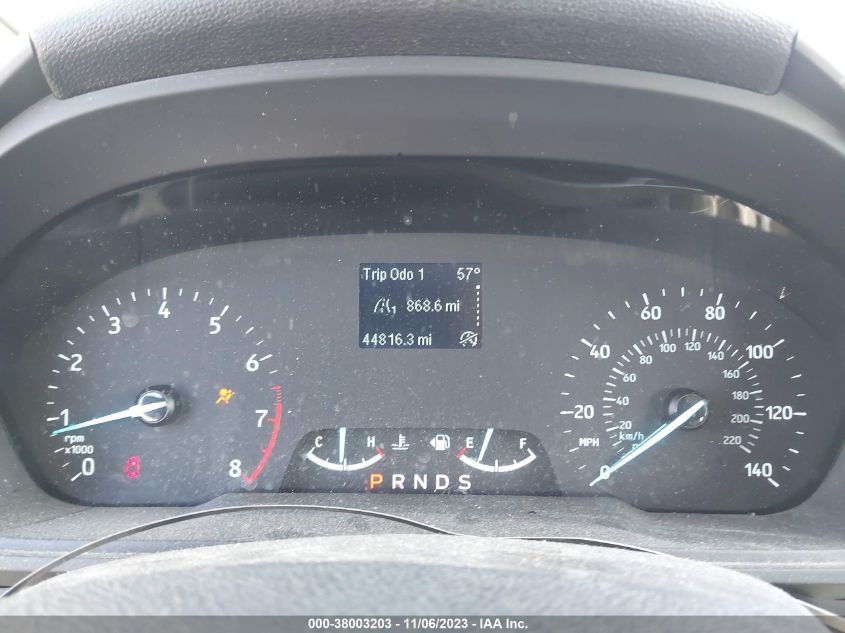 Trip Odo 1 57°
1 868.6 mi
44816.3 mi
0 1 2 3 4 5 6 7 8
rpm
x1000
C H E F
P R N D S
0 20 40 60 80 100 120 140
MPH
20 40 60 80 100 120 140 160 180 200 220
km/h
000-38003203 - 11/06/2023 - IAA Inc.